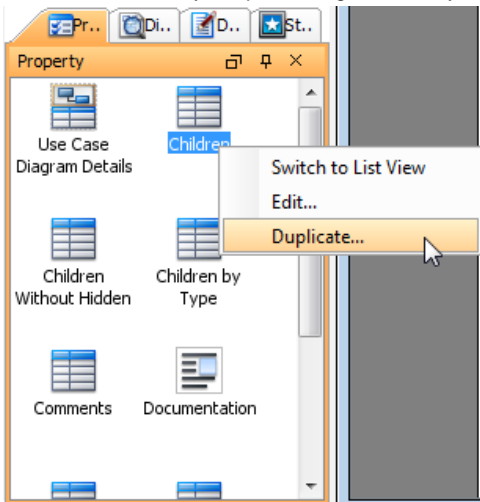 Pr..
Di..
D..
St..
Property
Use Case
Diagram Details
Children
Switch to List View
Edit...
Duplicate...
Children
Without Hidden
Children by
Type
Comments
Documentation